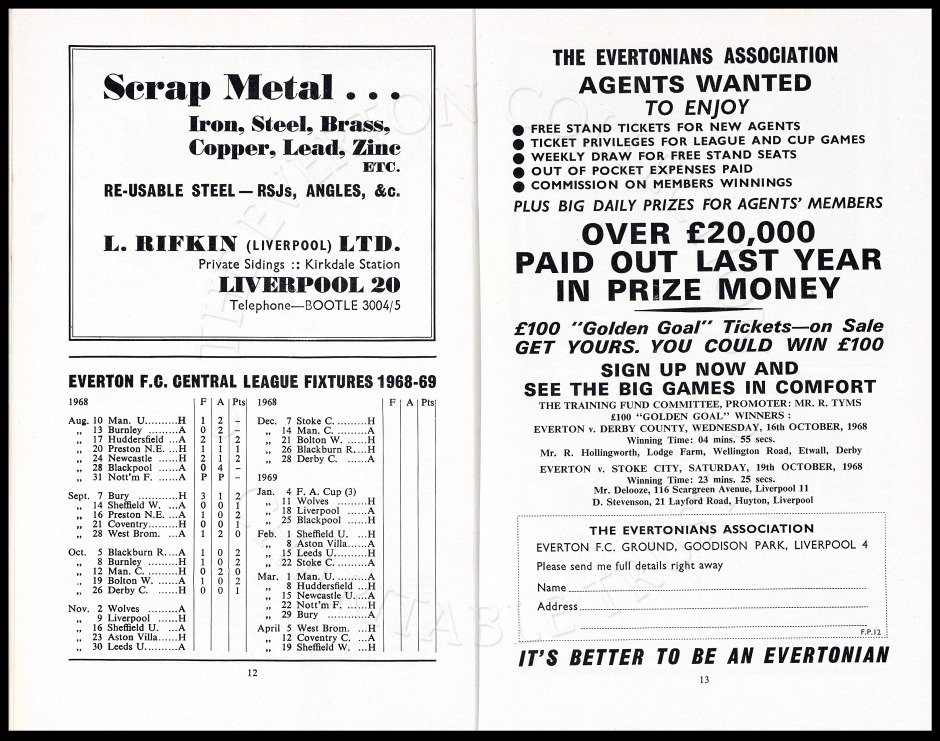 Scrap Metal . . .
Iron, Steel, Brass,
Copper, Lead, Zinc
ETC.
RE-USABLE STEEL — RSJs, ANGLES, &c.
L. RIFKIN (LIVERPOOL) LTD.
Private Sidings :: Kirkdale Station
LIVERPOOL 20
Telephone—BOOTLE 3004/5
EVERTON F.C. CENTRAL LEAGUE FIXTURES 1968-69
1968 F A Pts
Aug. 10 Man. U.........H 1 2 –
,, 13 Burnley .........A 0 2 –
,, 17 Huddersfield ...A 2 1 2
,, 20 Preston N.E. ...H 1 1 1
,, 24 Newcastle ......H 2 1 2
,, 28 Blackpool ......A 0 4 –
,, 31 Nott'm F. ......A P P –
Sept. 7 Bury ............H 3 1 2
,, 14 Sheffield W. ...A 0 0 1
,, 16 Preston N.E. ...A 1 0 2
,, 21 Coventry.........H 0 0 1
,, 28 West Brom. ...A 1 2 0
Oct. 5 Blackburn R....A 1 0 2
,, 8 Burnley .........H 1 0 2
,, 12 Man. C. .........H 0 2 0
,, 19 Bolton W. ......A 1 0 2
,, 26 Derby C. ......H 0 0 1
Nov. 2 Wolves .........A
,, 9 Liverpool ......H
,, 16 Sheffield U. ...A
,, 23 Aston Villa......H
,, 30 Leeds U..........A
1968 F A Pts
Dec. 7 Stoke C..........H
,, 14 Man. C. .........A
,, 21 Bolton W. ......H
,, 26 Blackburn R....H
,, 28 Derby C. ......A
1969
Jan. 4 F. A. Cup (3)
,, 11 Wolves .........H
,, 18 Liverpool ......A
,, 25 Blackpool ......H
Feb. 1 Sheffield U. ...H
,, 8 Aston Villa......A
,, 15 Leeds U..........H
,, 22 Stoke C..........A
Mar. 1 Man. U. .........A
,, 8 Huddersfield ...H
,, 15 Newcastle U....A
,, 22 Nott'm F. ......H
,, 29 Bury ............A
April 5 West Brom. ...H
,, 12 Coventry C. ...A
,, 19 Sheffield W. ...H
12
THE EVERTONIANS ASSOCIATION
AGENTS WANTED
TO ENJOY
● FREE STAND TICKETS FOR NEW AGENTS
● TICKET PRIVILEGES FOR LEAGUE AND CUP GAMES
● WEEKLY DRAW FOR FREE STAND SEATS
● OUT OF POCKET EXPENSES PAID
● COMMISSION ON MEMBERS WINNINGS
PLUS BIG DAILY PRIZES FOR AGENTS' MEMBERS
OVER £20,000
PAID OUT LAST YEAR
IN PRIZE MONEY
£100 "Golden Goal" Tickets—on Sale
GET YOURS. YOU COULD WIN £100
SIGN UP NOW AND
SEE THE BIG GAMES IN COMFORT
THE TRAINING FUND COMMITTEE, PROMOTER: MR. R. TYMS
£100 "GOLDEN GOAL" WINNERS :
EVERTON v. DERBY COUNTY, WEDNESDAY, 16th OCTOBER, 1968
Winning Time: 04 mins. 55 secs.
Mr. R. Hollingworth, Lodge Farm, Wellington Road, Etwall, Derby
EVERTON v. STOKE CITY, SATURDAY, 19th OCTOBER, 1968
Winning Time: 23 mins. 25 secs.
Mr. Delooze, 116 Scargreen Avenue, Liverpool 11
D. Stevenson, 21 Layford Road, Huyton, Liverpool
THE EVERTONIANS ASSOCIATION
EVERTON F.C. GROUND, GOODISON PARK, LIVERPOOL 4
Please send me full details right away
Name
Address
F.P.12
IT'S BETTER TO BE AN EVERTONIAN
13